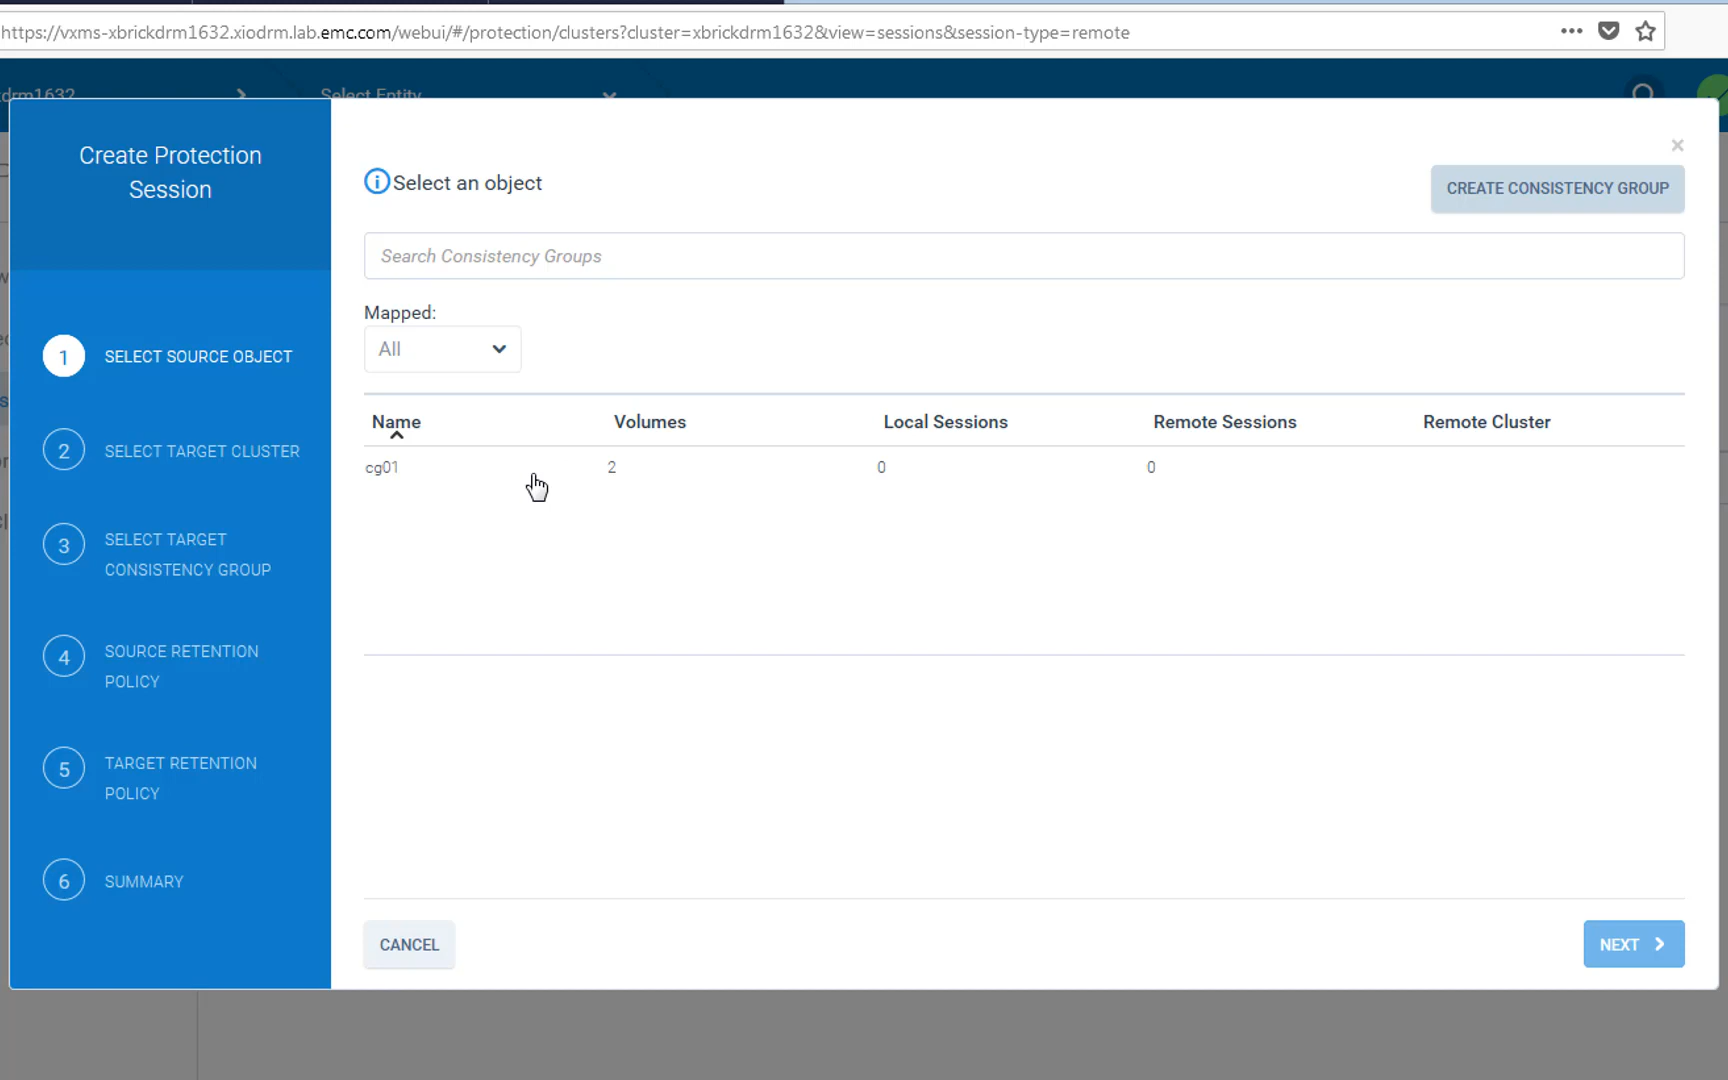 https://vxms-xbrickdrm1632.xiodrm.lab.emc.com/webui/#/protection/clusters?cluster=xbrickdrm1632&view=sessions&session-type=remote
Select Entity
Create Protection
Session
Select an object
CREATE CONSISTENCY GROUP
Search Consistency Groups
Mapped:
All
1 SELECT SOURCE OBJECT
2 SELECT TARGET CLUSTER
3 SELECT TARGET
CONSISTENCY GROUP
4 SOURCE RETENTION
POLICY
5 TARGET RETENTION
POLICY
6 SUMMARY
Name Volumes Local Sessions Remote Sessions Remote Cluster
cg01 2 0 0
CANCEL
NEXT